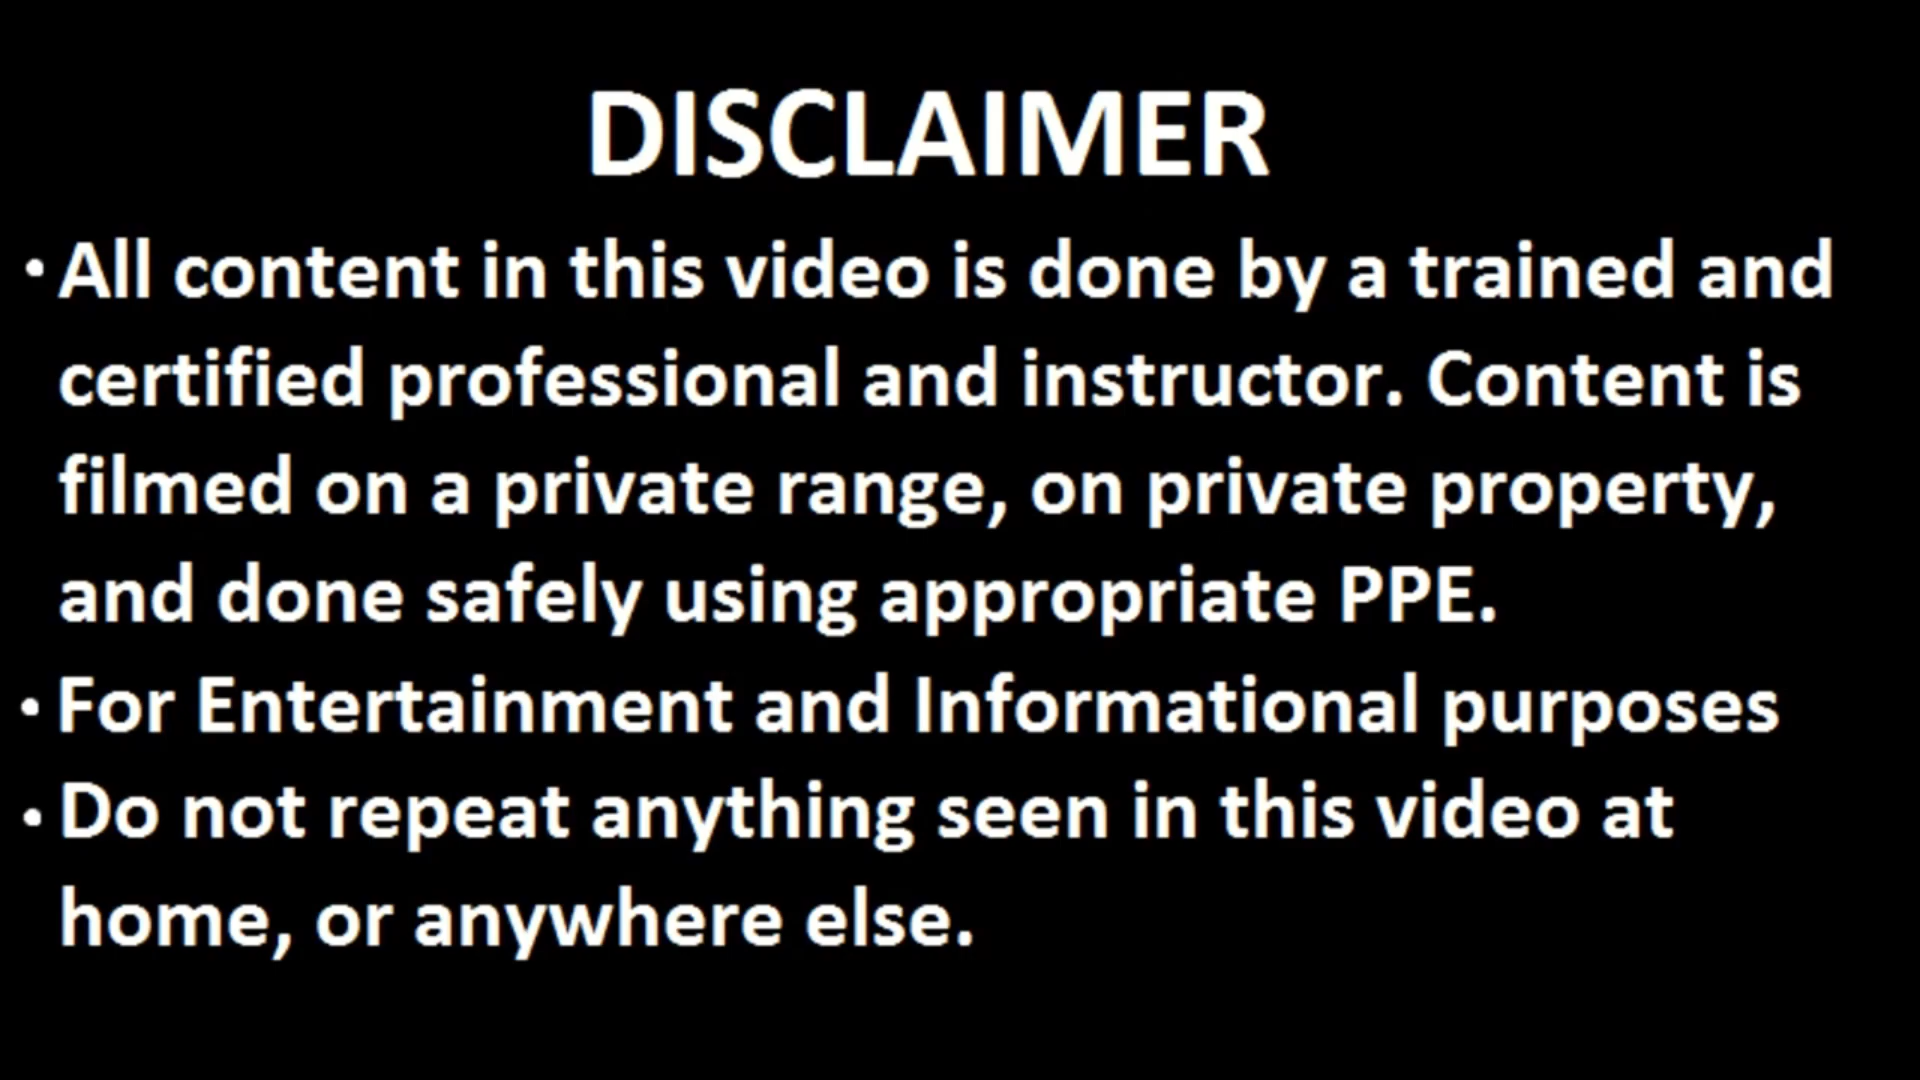 DISCLAIMER
• All content in this video is done by a trained and
certified professional and instructor. Content is
filmed on a private range, on private property,
and done safely using appropriate PPE.
• For Entertainment and Informational purposes
• Do not repeat anything seen in this video at
home, or anywhere else.